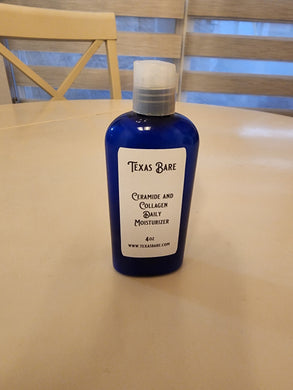 Texas Bare
Ceramide and
Collagen
Daily
Moisturizer
4oz
www.texasbare.com